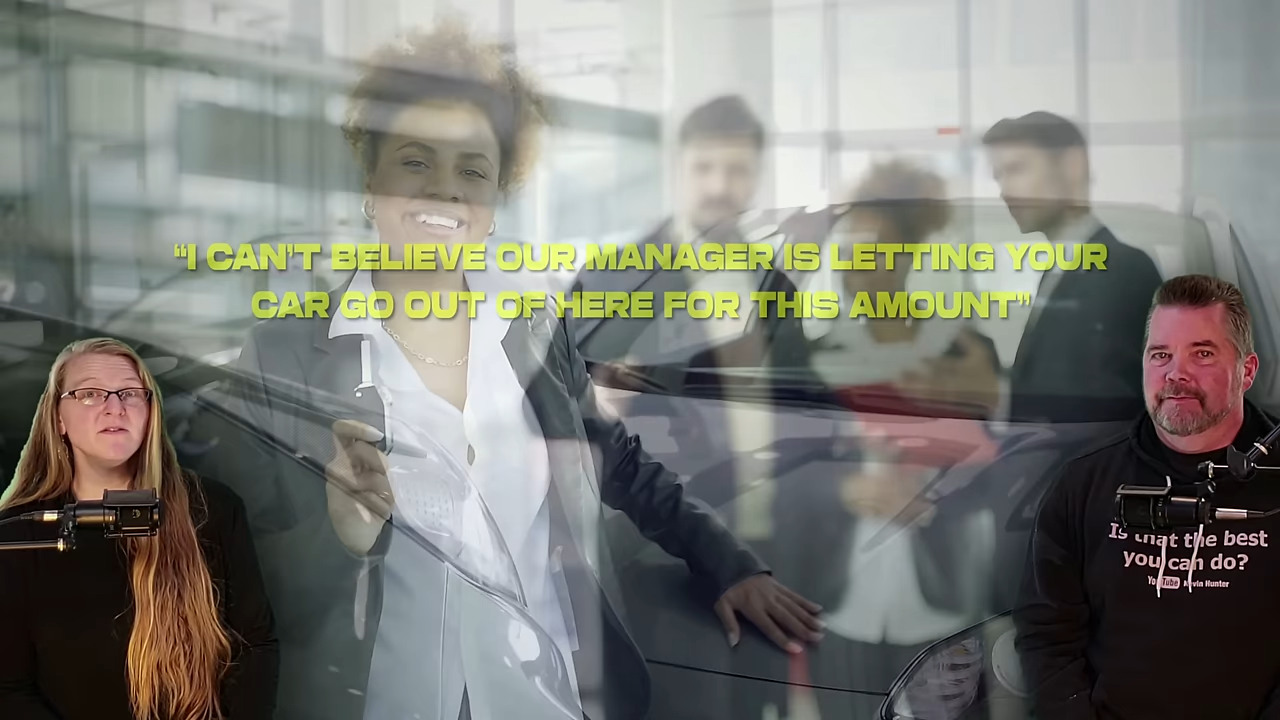 “I CAN’T BELIEVE OUR MANAGER IS LETTING YOUR
CAR GO OUT OF HERE FOR THIS AMOUNT”
Is that the best
you can do?
YouTube Kevin Hunter